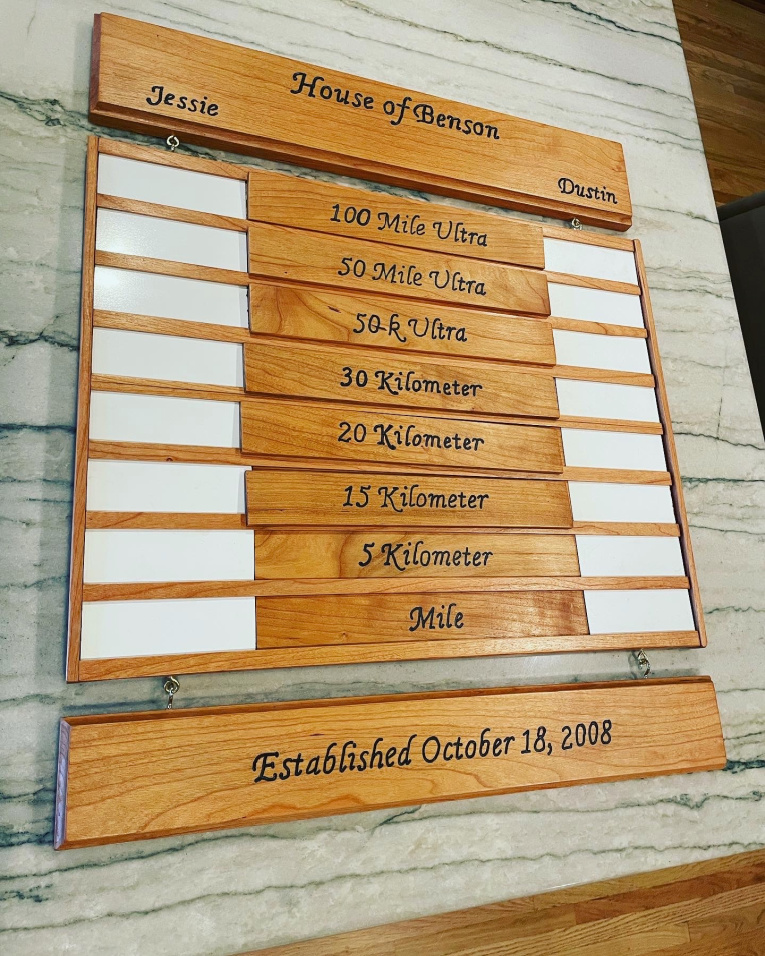 House of Benson
Jessie
Dustin
100 Mile Ultra
50 Mile Ultra
50-k Ultra
30 Kilometer
20 Kilometer
15 Kilometer
5 Kilometer
Mile
Established October 18, 2008